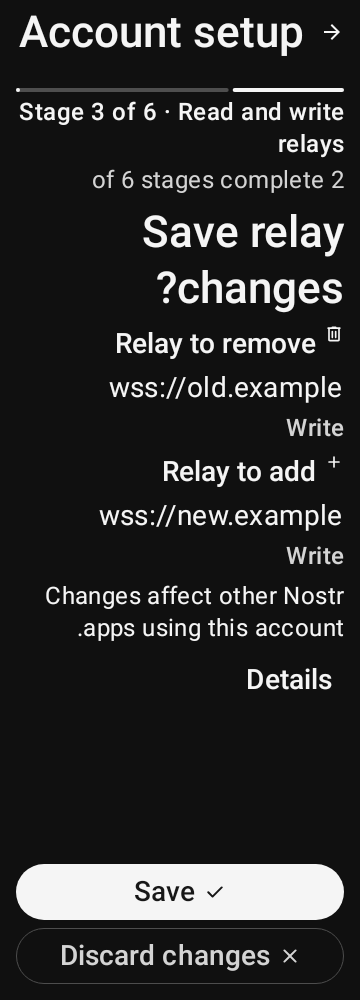 Account setup
Stage 3 of 6 · Read and write
relays
of 6 stages complete 2
Save relay
?changes
Relay to remove
wss://old.example
Write
Relay to add
wss://new.example
Write
Changes affect other Nostr
.apps using this account
Details
Save
Discard changes